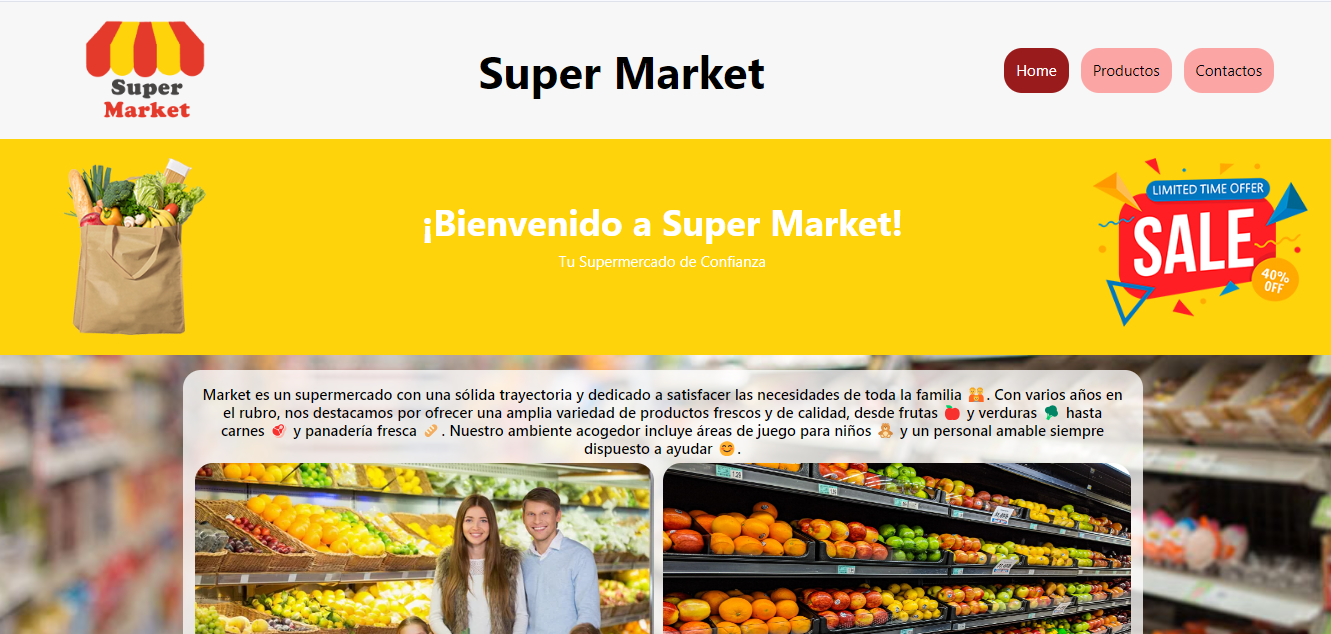 Super
Market
Super Market
Home
Productos
Contactos
¡Bienvenido a Super Market!
Tu Supermercado de Confianza
LIMITED TIME OFFER
SALE
40%
OFF
Market es un supermercado con una sólida trayectoria y dedicado a satisfacer las necesidades de toda la familia 👪. Con varios años en
el rubro, nos destacamos por ofrecer una amplia variedad de productos frescos y de calidad, desde frutas 🍎 y verduras 🥦 hasta
carnes 🥩 y panadería fresca 🥖. Nuestro ambiente acogedor incluye áreas de juego para niños 🧸 y un personal amable siempre
dispuesto a ayudar 😊.